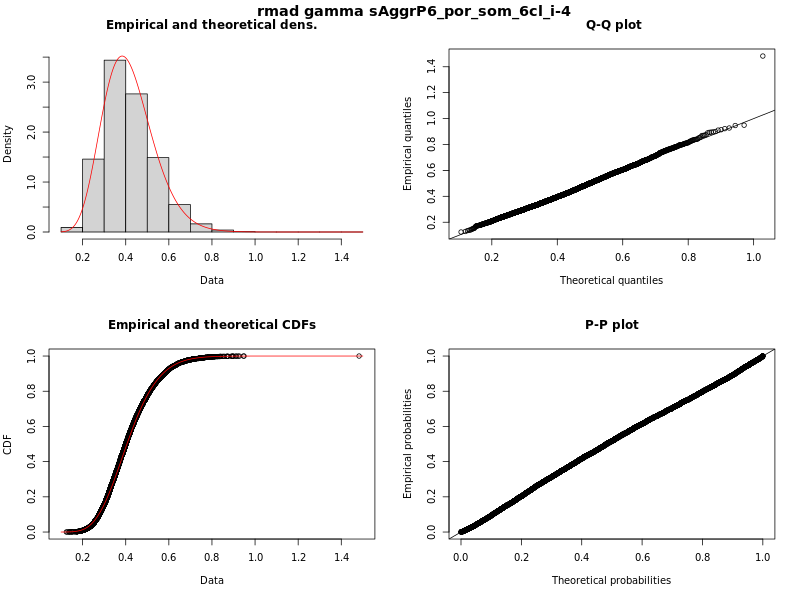 rmad gamma sAggrP6_por_som_6cl_i-4
Empirical and theoretical dens.
Density
0.0 1.0 2.0 3.0
0.2 0.4 0.6 0.8 1.0 1.2 1.4
Data
Q-Q plot
Empirical quantiles
0.2 0.4 0.6 0.8 1.0 1.2 1.4
0.2 0.4 0.6 0.8 1.0
Theoretical quantiles
Empirical and theoretical CDFs
CDF
0.0 0.2 0.4 0.6 0.8 1.0
0.2 0.4 0.6 0.8 1.0 1.2 1.4
Data
P-P plot
Empirical probabilities
0.0 0.2 0.4 0.6 0.8 1.0
0.0 0.2 0.4 0.6 0.8 1.0
Theoretical probabilities